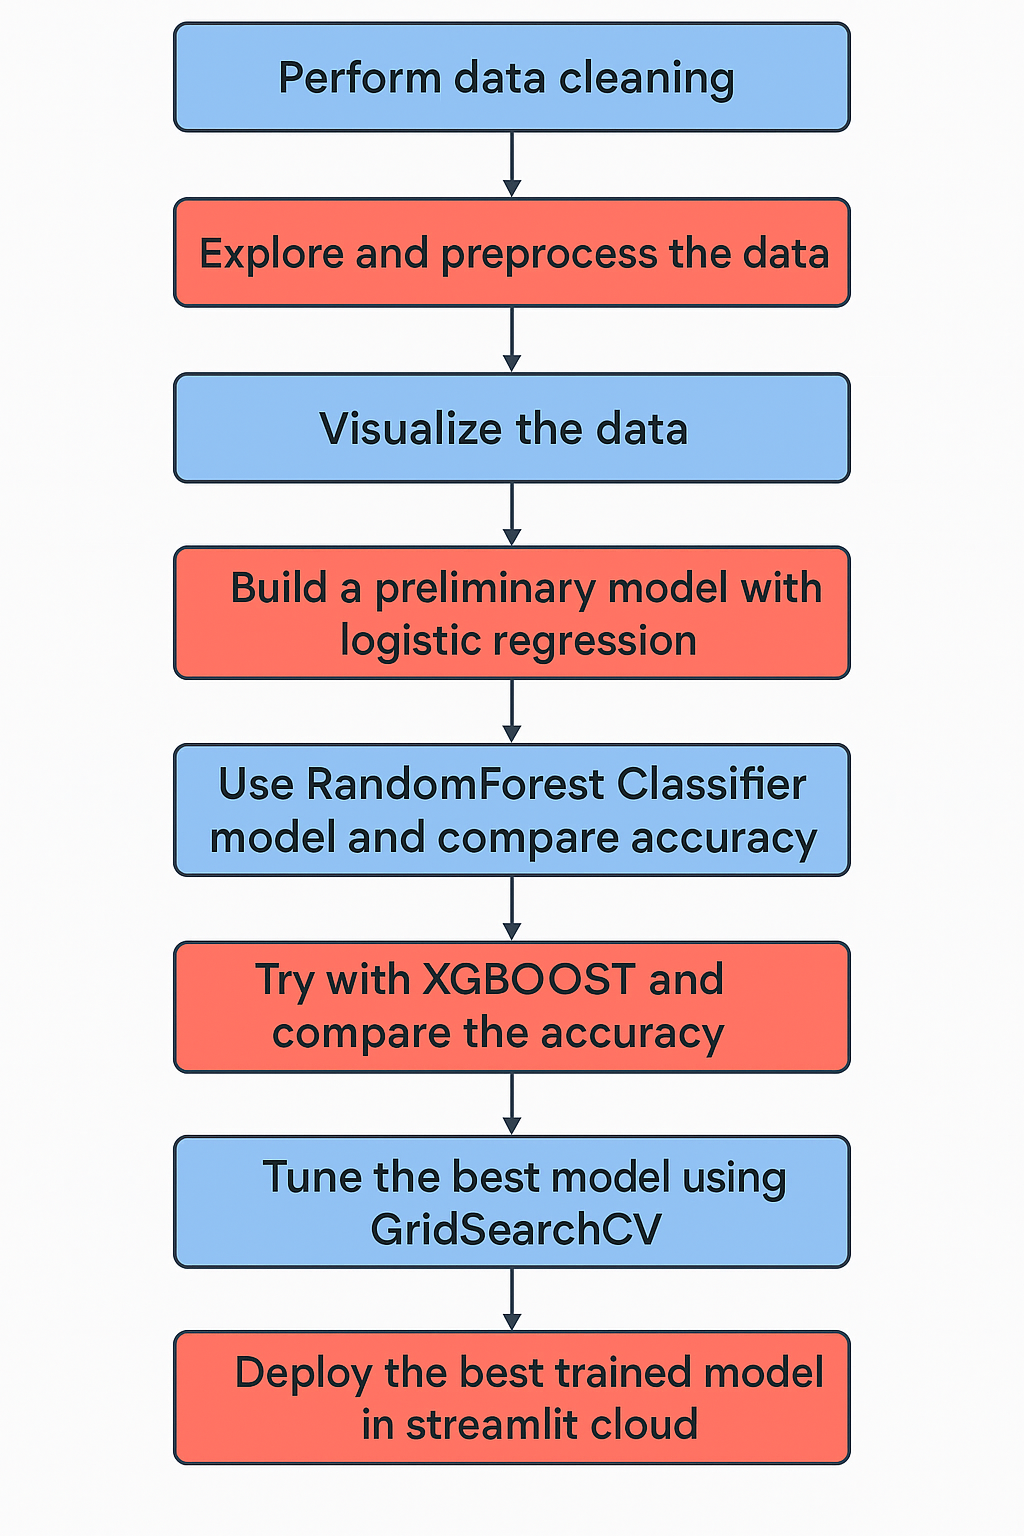 Perform data cleaning
Explore and preprocess the data
Visualize the data
Build a preliminary model with
logistic regression
Use RandomForest Classifier
model and compare accuracy
Try with XGBOOST and
compare the accuracy
Tune the best model using
GridSearchCV
Deploy the best trained model
in streamlit cloud